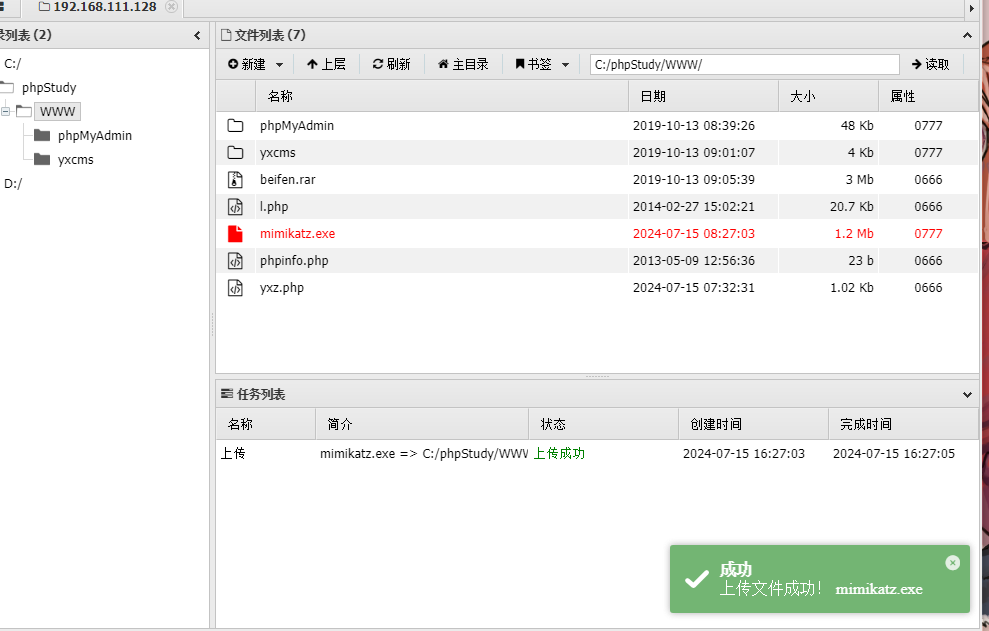 192.168.111.128
录列表 (2)
C:/
phpStudy
WWW
phpMyAdmin
yxcms
D:/
文件列表 (7)
新建 上层 刷新 主目录 书签 C:/phpStudy/WWW/ 读取
名称 日期 大小 属性
phpMyAdmin 2019-10-13 08:39:26 48 Kb 0777
yxcms 2019-10-13 09:01:07 4 Kb 0777
beifen.rar 2019-10-13 09:05:39 3 Mb 0666
l.php 2014-02-27 15:02:21 20.7 Kb 0666
mimikatz.exe 2024-07-15 08:27:03 1.2 Mb 0777
phpinfo.php 2013-05-09 12:56:36 23 b 0666
yxz.php 2024-07-15 07:32:31 1.02 Kb 0666
任务列表
名称 简介 状态 创建时间 完成时间
上传 mimikatz.exe => C:/phpStudy/WWW 上传成功 2024-07-15 16:27:03 2024-07-15 16:27:05
成功
上传文件成功! mimikatz.exe